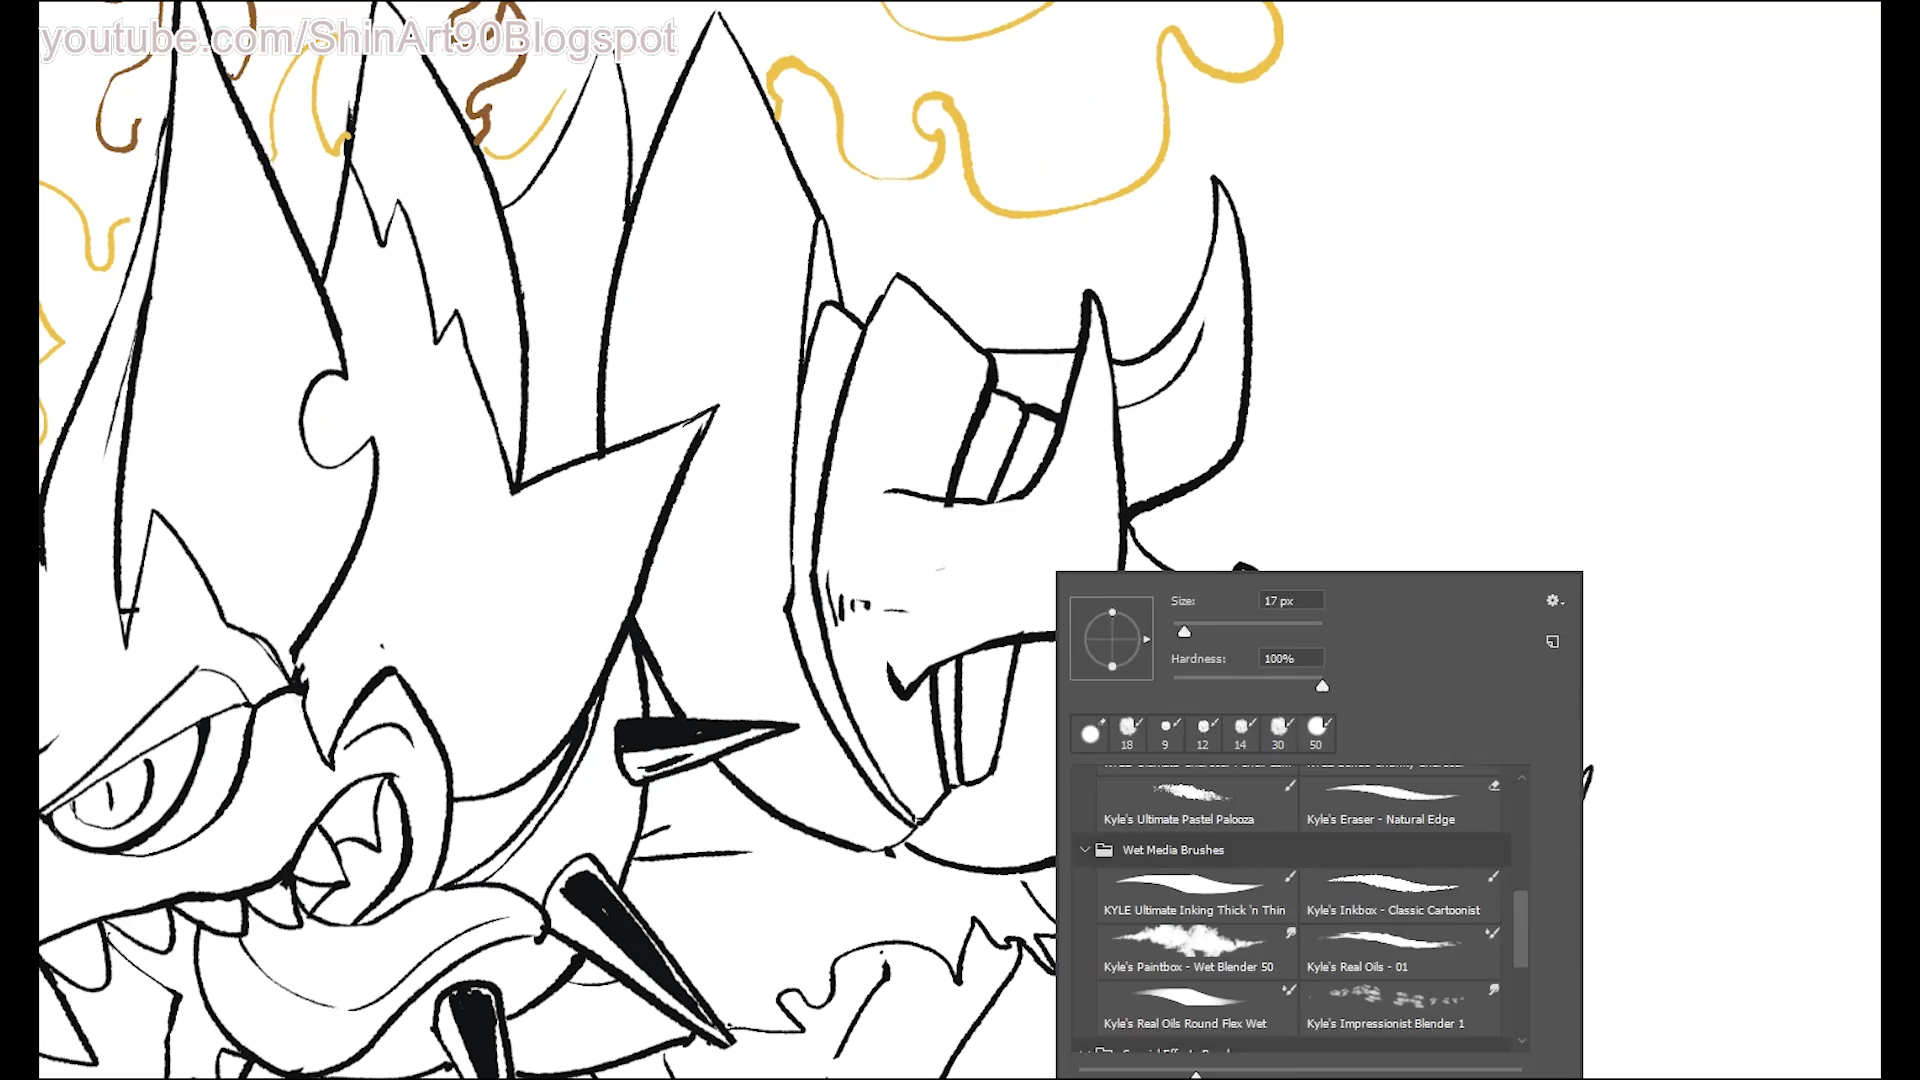 youtube.com/ShinArt90Blogspot
Size: 17 px
Hardness: 100%
18 9 12 14 30 50
Kyle's Ultimate Pastel Palooza Kyle's Eraser - Natural Edge
Wet Media Brushes
KYLE Ultimate Inking Thick 'n Thin Kyle's Inkbox - Classic Cartoonist
Kyle's Paintbox - Wet Blender 50 Kyle's Real Oils - 01
Kyle's Real Oils Round Flex Wet Kyle's Impressionist Blender 1